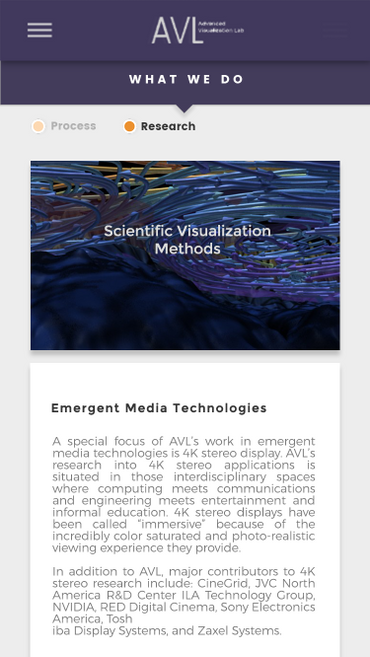 AVL Advanced
Visualization Lab
WHAT WE DO
Process Research
Scientific Visualization
Methods
Emergent Media Technologies
A special focus of AVL's work in emergent
media technologies is 4K stereo display. AVL's
research into 4K stereo applications is
situated in those interdisciplinary spaces
where computing meets communications
and engineering meets entertainment and
informal education. 4K stereo displays have
been called "immersive" because of the
incredibly color saturated and photo-realistic
viewing experience they provide.
In addition to AVL, major contributors to 4K
stereo research include: CineGrid, JVC North
America R&D Center ILA Technology Group,
NVIDIA, RED Digital Cinema, Sony Electronics
America, Tosh
iba Display Systems, and Zaxel Systems.